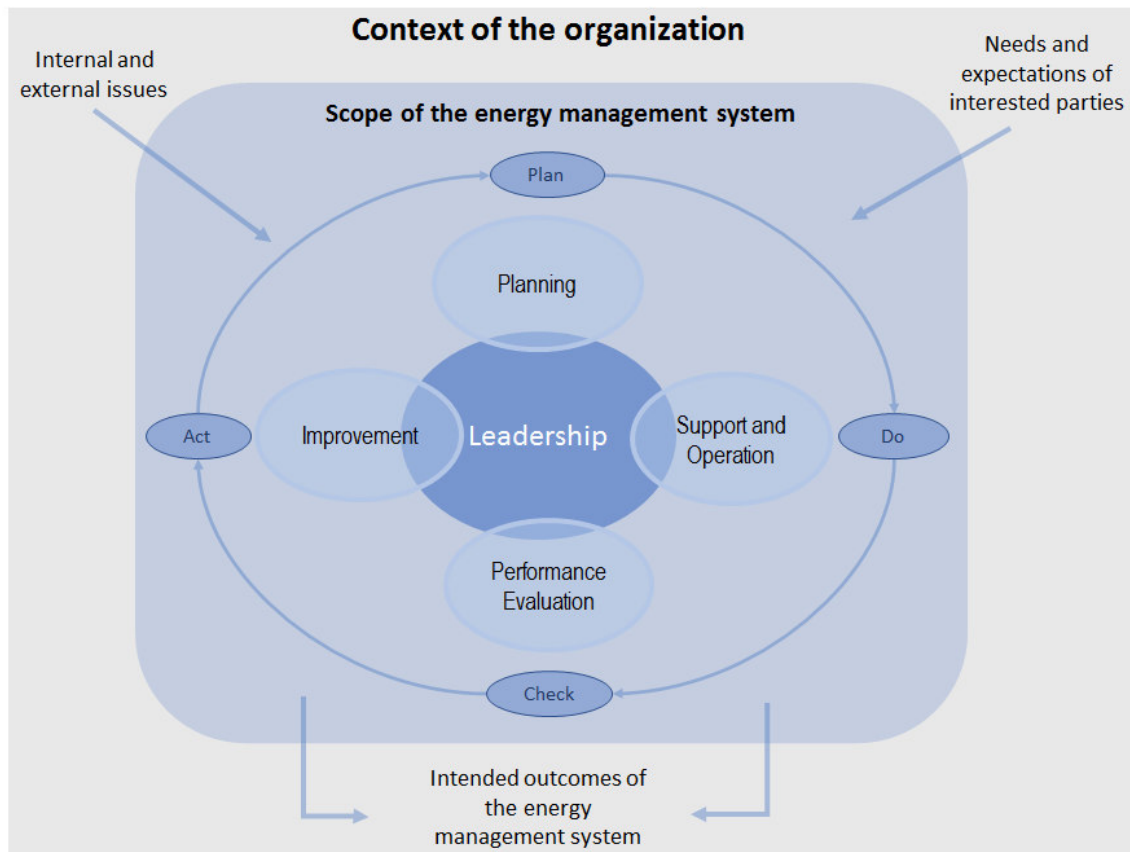 Context of the organization
Internal and
external issues
Needs and
expectations of
interested parties
Scope of the energy management system
Plan
Planning
Act
Improvement
Leadership
Support and
Operation
Do
Performance
Evaluation
Check
Intended outcomes of
the energy
management system